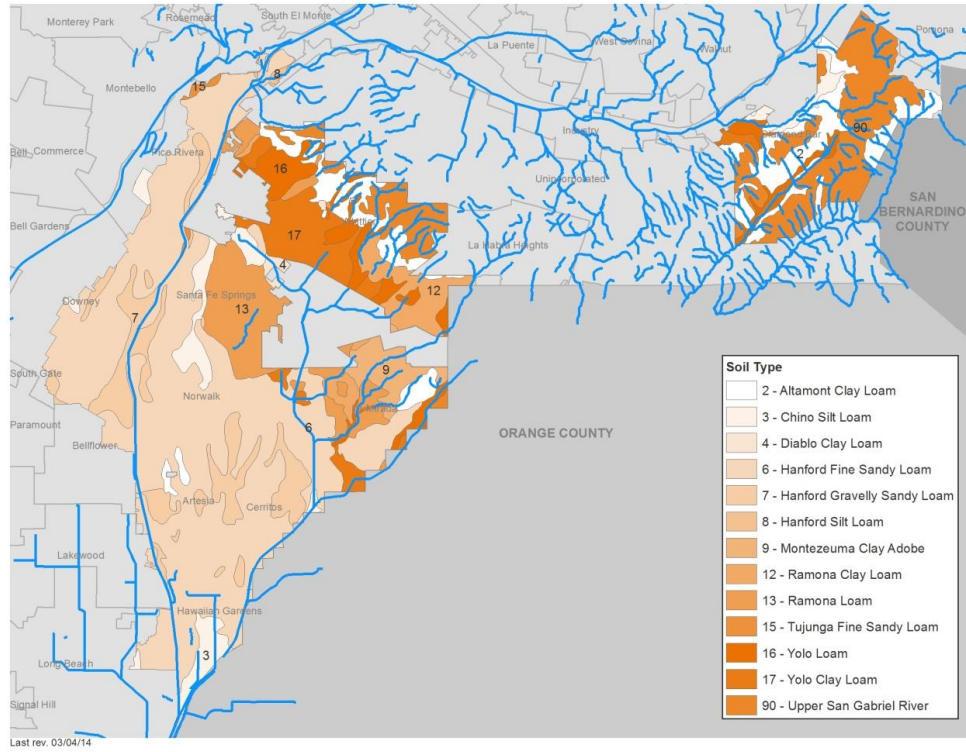 Monterey Park
Rosemead
South El Monte
La Puente
West Covina
Walnut
Pomona
Montebello
15
8
Industry
Diamond Bar
90
2
Bell
Commerce
Pico Rivera
16
Unincorporated
SAN
BERNARDINO
COUNTY
Bell Gardens
17
La Habra Heights
4
12
Santa Fe Springs
Downey
13
7
South Gate
9
Norwalk
Paramount
6
Bellflower
ORANGE COUNTY
Artesia
Cerritos
Lakewood
Hawaiian Gardens
3
Long Beach
Signal Hill
Soil Type
2 - Altamont Clay Loam
3 - Chino Silt Loam
4 - Diablo Clay Loam
6 - Hanford Fine Sandy Loam
7 - Hanford Gravelly Sandy Loam
8 - Hanford Silt Loam
9 - Montezeuma Clay Adobe
12 - Ramona Clay Loam
13 - Ramona Loam
15 - Tujunga Fine Sandy Loam
16 - Yolo Loam
17 - Yolo Clay Loam
90 - Upper San Gabriel River
Last rev. 03/04/14